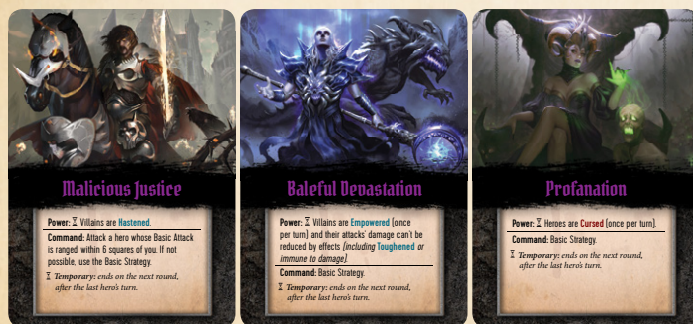 Malicious Justice
Power: ⌛ Villains are Hastened.
Command: Attack a hero whose Basic Attack
is ranged within 6 squares of you. If not
possible, use the Basic Strategy.
⌛ Temporary: ends on the next round,
after the last hero's turn.
Baleful Devastation
Power: ⌛ Villains are Empowered (once
per turn) and their attacks' damage can't be
reduced by effects (including Toughened or
immune to damage).
Command: Basic Strategy.
⌛ Temporary: ends on the next round,
after the last hero's turn.
Profanation
Power: ⌛ Heroes are Cursed (once per turn).
Command: Basic Strategy.
⌛ Temporary: ends on the next round,
after the last hero's turn.